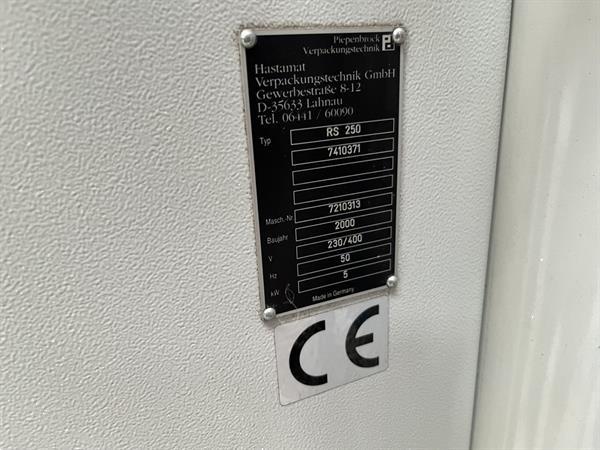 Piepenbrock
Verpackungstechnik
Hastamat
Verpackungstechnik GmbH
Gewerbestraße 8-12
D-35633 Lahnau
Tel. 06441 / 60090
Typ RS 250
7410371
Masch.-Nr 7210313
Baujahr 2000
V 230/400
Hz 50
kW 5
Made in Germany
CE